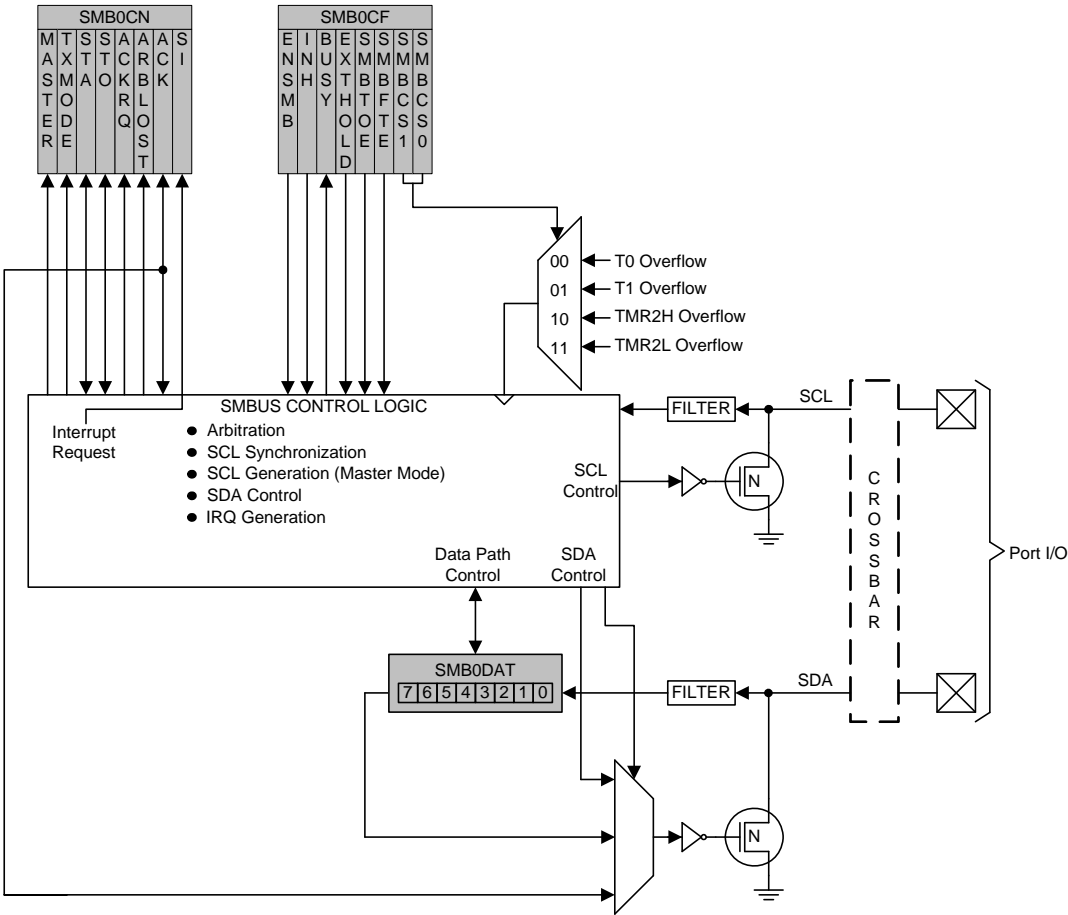 SMB0CN
MASTER
TXMODE
STA
STO
ACKRQ
ARBLOST
ACK
SI
SMB0CF
ENSMB
INH
BUSY
EXTHOLD
SMBTOE
SMBFTE
SMBCS1
SMBCS0
00
01
10
11
T0 Overflow
T1 Overflow
TMR2H Overflow
TMR2L Overflow
SMBUS CONTROL LOGIC
Interrupt
Request
● Arbitration
● SCL Synchronization
● SCL Generation (Master Mode)
● SDA Control
● IRQ Generation
SCL
Control
Data Path
Control
SDA
Control
FILTER
SCL
N
CROSSBAR
Port I/O
SMB0DAT
7 6 5 4 3 2 1 0
FILTER
SDA
N